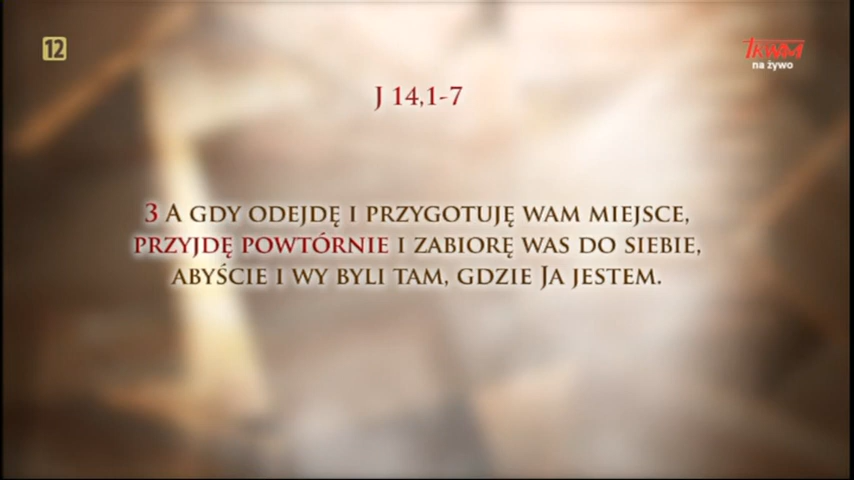 12
TRWM
na żywo
J 14,1-7
3 A GDY ODEJDĘ I PRZYGOTUJĘ WAM MIEJSCE,
PRZYJDĘ POWTÓRNIE I ZABIORĘ WAS DO SIEBIE,
ABYŚCIE I WY BYLI TAM, GDZIE JA JESTEM.